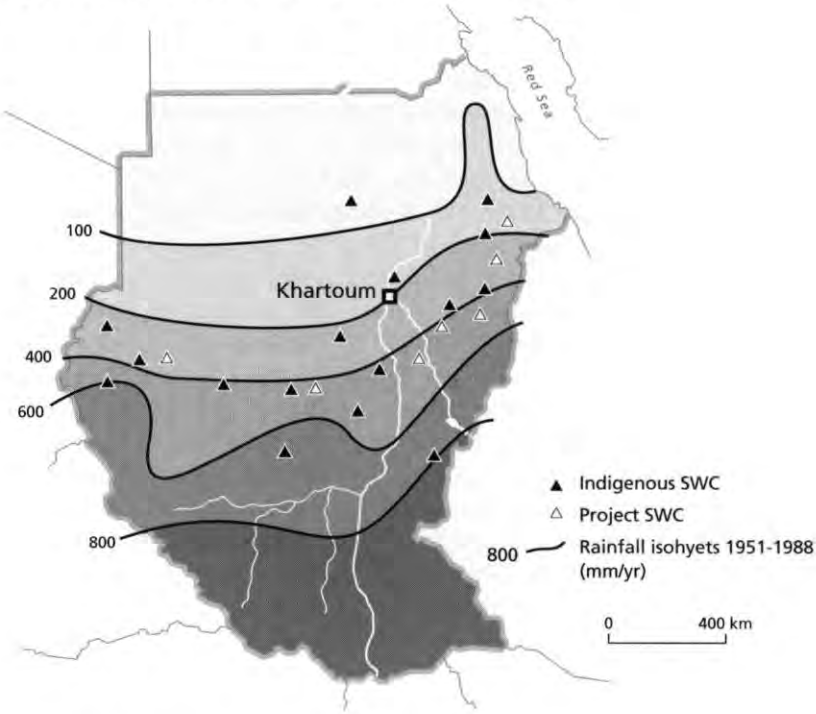 Red Sea
100
Khartoum
200
400
600
800
Indigenous SWC
Project SWC
800
Rainfall isohyets 1951-1988
(mm/yr)
0
400 km